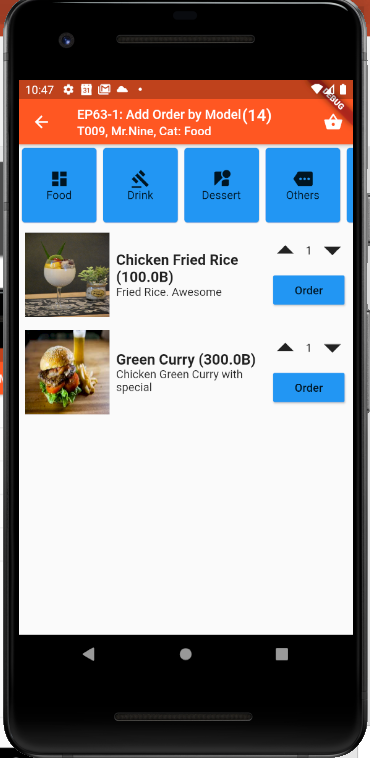 10:47
31
DEBUG
EP63-1: Add Order by Model(14)
T009, Mr.Nine, Cat: Food
Food
Drink
Dessert
Others
Chicken Fried Rice
(100.0B)
Fried Rice. Awesome
1
Order
Green Curry (300.0B)
Chicken Green Curry with
special
1
Order